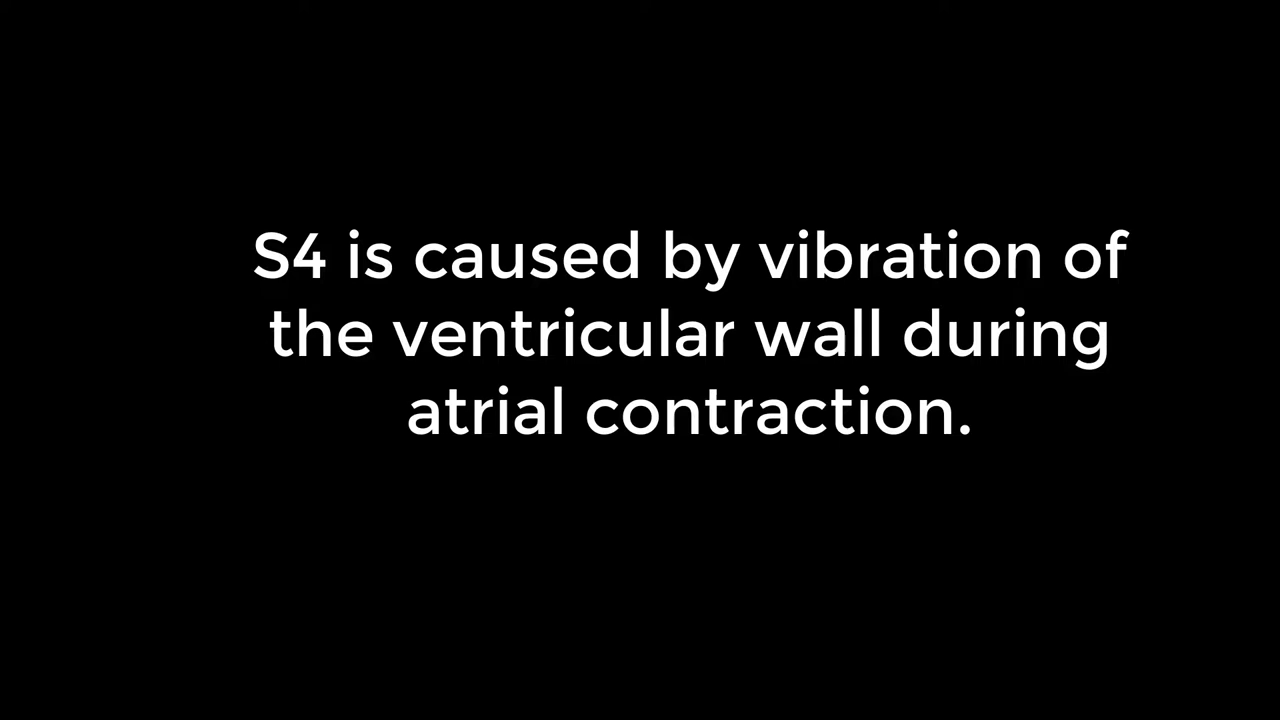 S4 is caused by vibration of
the ventricular wall during
atrial contraction.